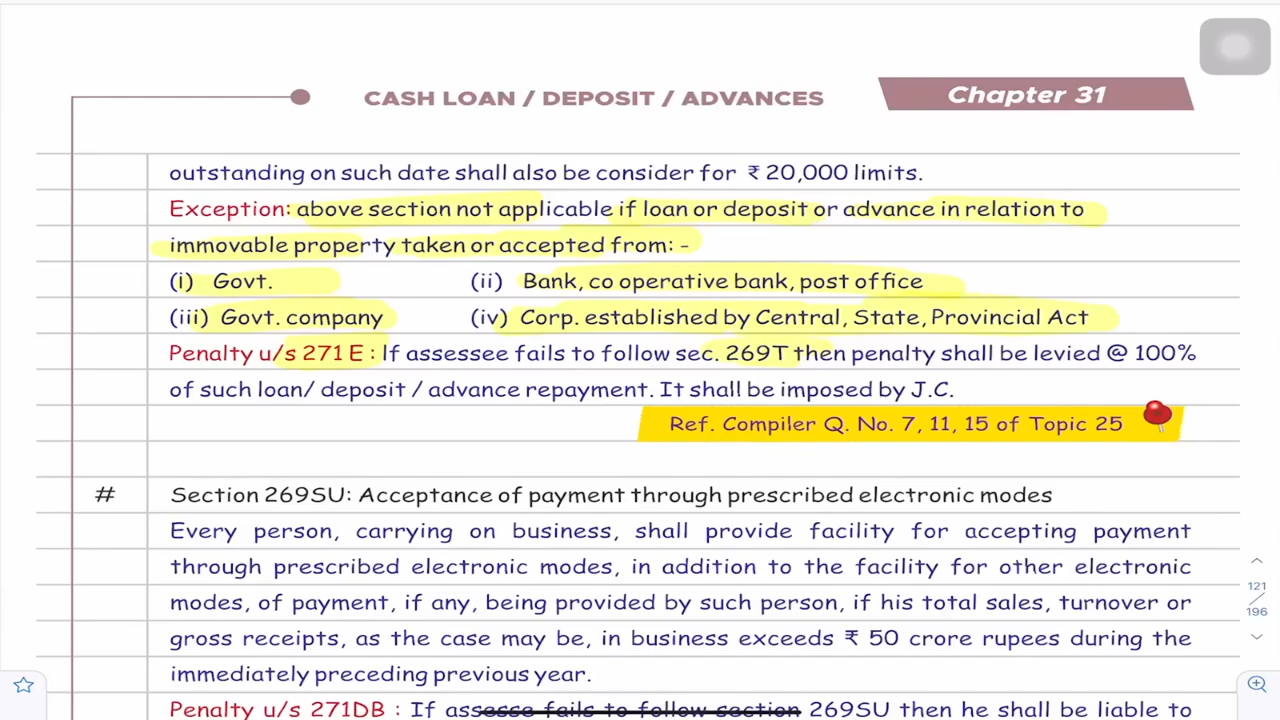 CASH LOAN / DEPOSIT / ADVANCES
Chapter 31
outstanding on such date shall also be consider for ₹ 20,000 limits.
Exception: above section not applicable if loan or deposit or advance in relation to
immovable property taken or accepted from: -
(i) Govt. (ii) Bank, co operative bank, post office
(iii) Govt. company (iv) Corp. established by Central, State, Provincial Act
Penalty u/s 271 E : If assessee fails to follow sec. 269T then penalty shall be levied @ 100%
of such loan/ deposit / advance repayment. It shall be imposed by J.C.
Ref. Compiler Q. No. 7, 11, 15 of Topic 25
# Section 269SU: Acceptance of payment through prescribed electronic modes
Every person, carrying on business, shall provide facility for accepting payment
through prescribed electronic modes, in addition to the facility for other electronic
modes, of payment, if any, being provided by such person, if his total sales, turnover or
gross receipts, as the case may be, in business exceeds ₹ 50 crore rupees during the
immediately preceding previous year.
Penalty u/s 271DB : If assesse fails to follow section 269SU then he shall be liable to
121
196